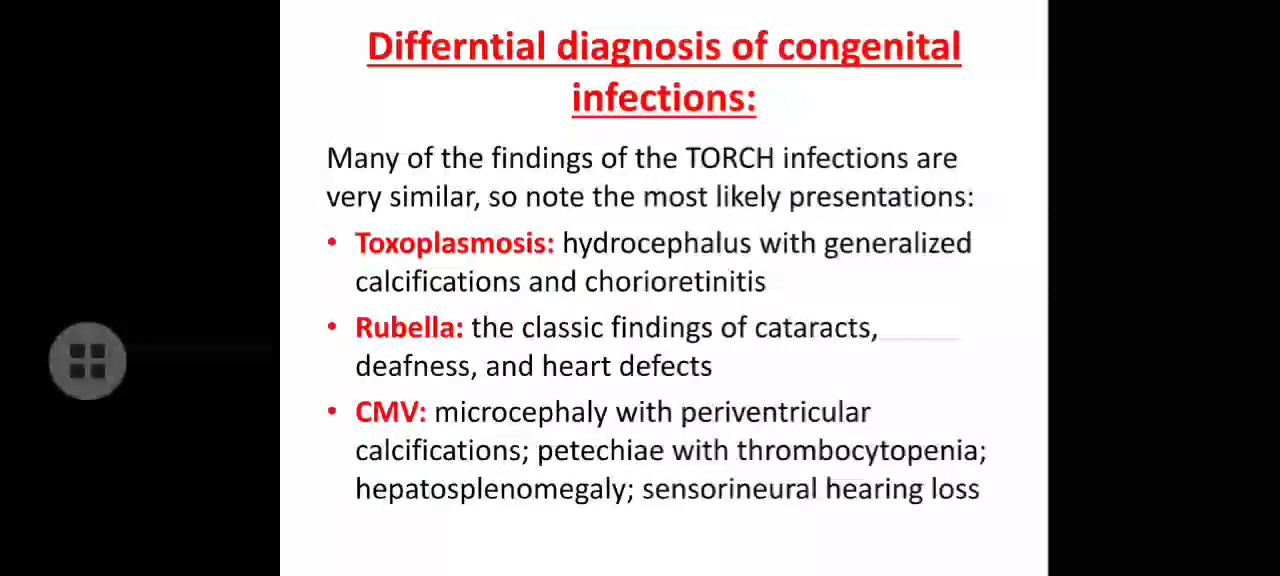 Differntial diagnosis of congenital
infections:
Many of the findings of the TORCH infections are
very similar, so note the most likely presentations:
• Toxoplasmosis: hydrocephalus with generalized
calcifications and chorioretinitis
• Rubella: the classic findings of cataracts,
deafness, and heart defects
• CMV: microcephaly with periventricular
calcifications; petechiae with thrombocytopenia;
hepatosplenomegaly; sensorineural hearing loss